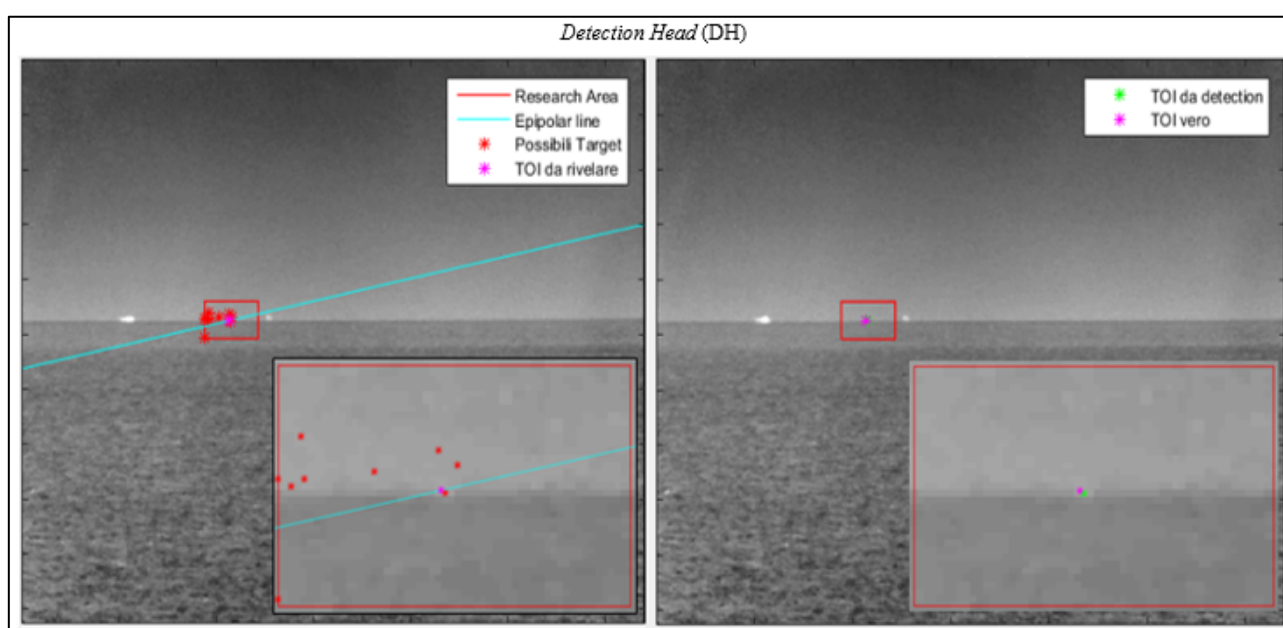 Detection Head (DH)
Research Area
Epipolar line
Possibili Target
TOI da rivelare
TOI da detection
TOI vero